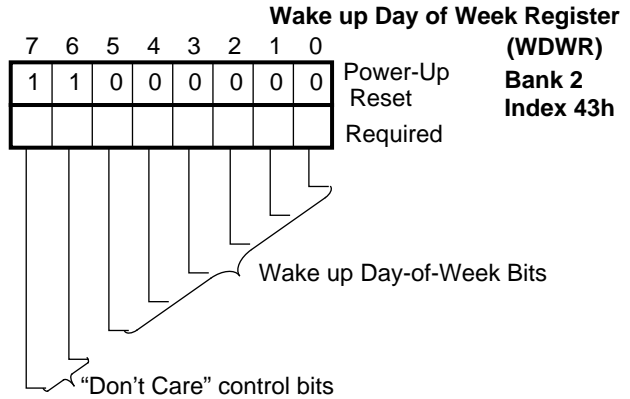 Wake up Day of Week Register
(WDWR)
7 6 5 4 3 2 1 0
1 1 0 0 0 0 0 0
Power-Up
Reset
Bank 2
Index 43h
Required
Wake up Day-of-Week Bits
“Don’t Care” control bits